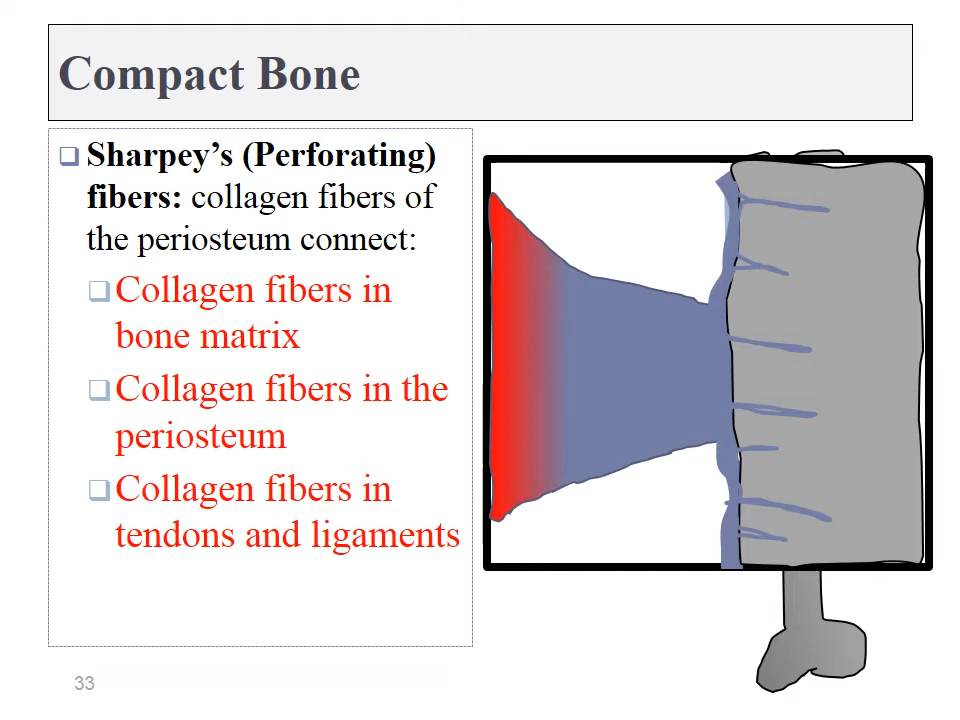 Compact Bone
❑ Sharpey’s (Perforating)
fibers: collagen fibers of
the periosteum connect:
❑ Collagen fibers in
bone matrix
❑ Collagen fibers in the
periosteum
❑ Collagen fibers in
tendons and ligaments
33